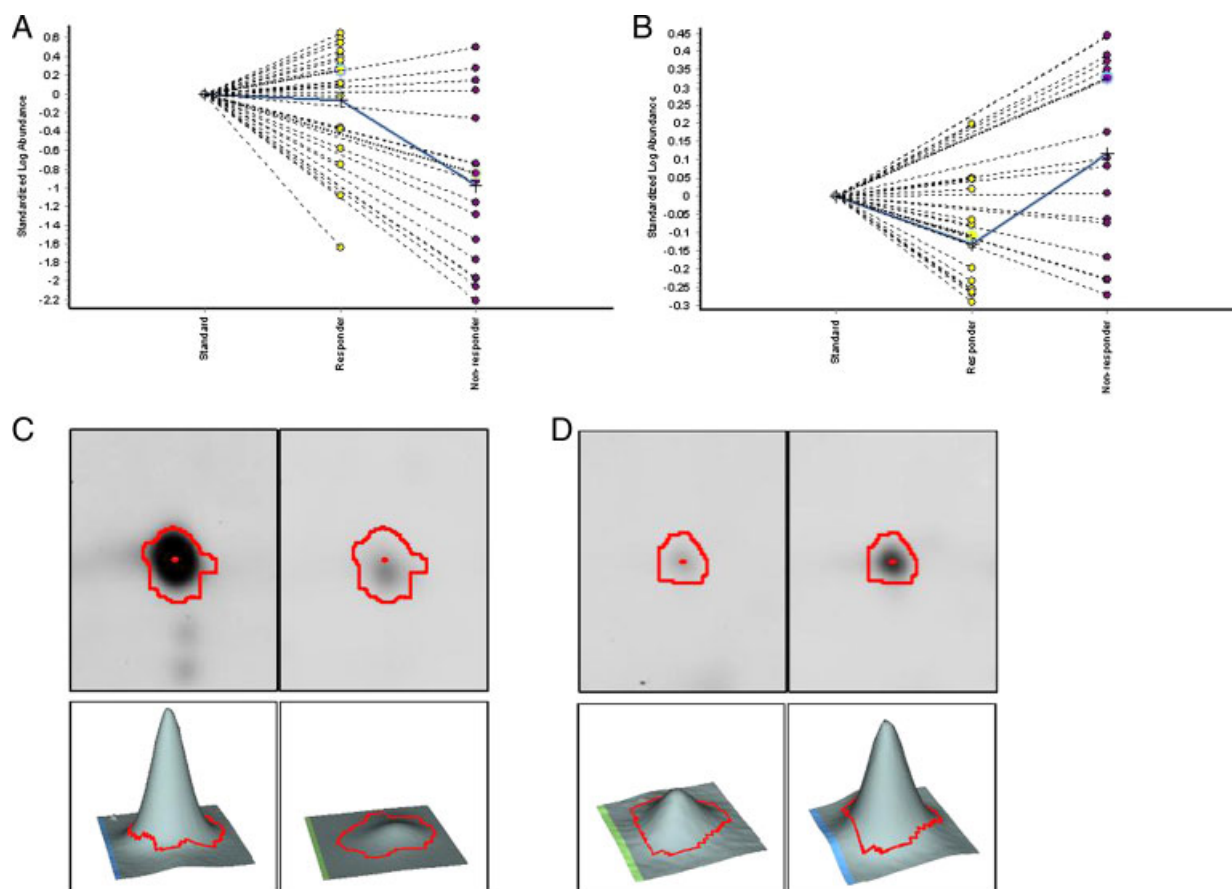 A
Standardized Log Abundance
0.6
0.4
0.2
0
-0.2
-0.4
-0.6
-0.8
-1
-1.2
-1.4
-1.6
-1.8
-2
-2.2
Standard
Responder
Non-responder
B
Standardized Log Abundance
0.45
0.4
0.35
0.3
0.25
0.2
0.15
0.1
0.05
0
-0.05
-0.1
-0.15
-0.2
-0.25
-0.3
Standard
Responder
Non-responder
C
D